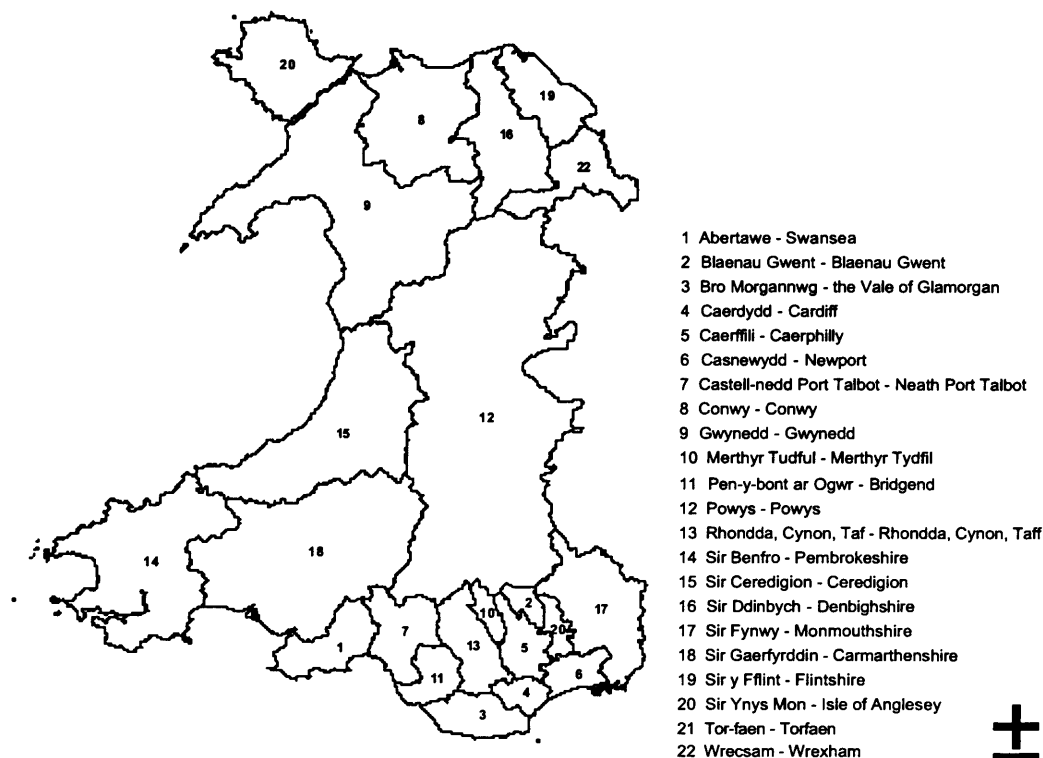 20
19
8
16
22
9
12
15
14
18
17
2
10
20
7
1
13
5
11
6
4
3
1 Abertawe - Swansea
2 Blaenau Gwent - Blaenau Gwent
3 Bro Morgannwg - the Vale of Glamorgan
4 Caerdydd - Cardiff
5 Caerffili - Caerphilly
6 Casnewydd - Newport
7 Castell-nedd Port Talbot - Neath Port Talbot
8 Conwy - Conwy
9 Gwynedd - Gwynedd
10 Merthyr Tudful - Merthyr Tydfil
11 Pen-y-bont ar Ogwr - Bridgend
12 Powys - Powys
13 Rhondda, Cynon, Taf - Rhondda, Cynon, Taff
14 Sir Benfro - Pembrokeshire
15 Sir Ceredigion - Ceredigion
16 Sir Ddinbych - Denbighshire
17 Sir Fynwy - Monmouthshire
18 Sir Gaerfyrddin - Carmarthenshire
19 Sir y Fflint - Flintshire
20 Sir Ynys Mon - Isle of Anglesey
21 Tor-faen - Torfaen
22 Wrecsam - Wrexham